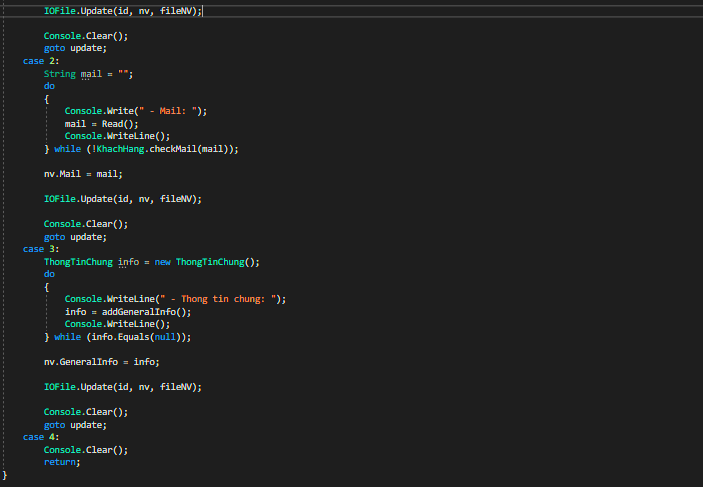 IOFile.Update(id, nv, fileNV);
Console.Clear();
goto update;
case 2:
String mail = "";
do
{
Console.Write(" - Mail: ");
mail = Read();
Console.WriteLine();
} while (!KhachHang.checkMail(mail));
nv.Mail = mail;
IOFile.Update(id, nv, fileNV);
Console.Clear();
goto update;
case 3:
ThongTinChung info = new ThongTinChung();
do
{
Console.WriteLine(" - Thong tin chung: ");
info = addGeneralInfo();
Console.WriteLine();
} while (info.Equals(null));
nv.GeneralInfo = info;
IOFile.Update(id, nv, fileNV);
Console.Clear();
goto update;
case 4:
Console.Clear();
return;
}